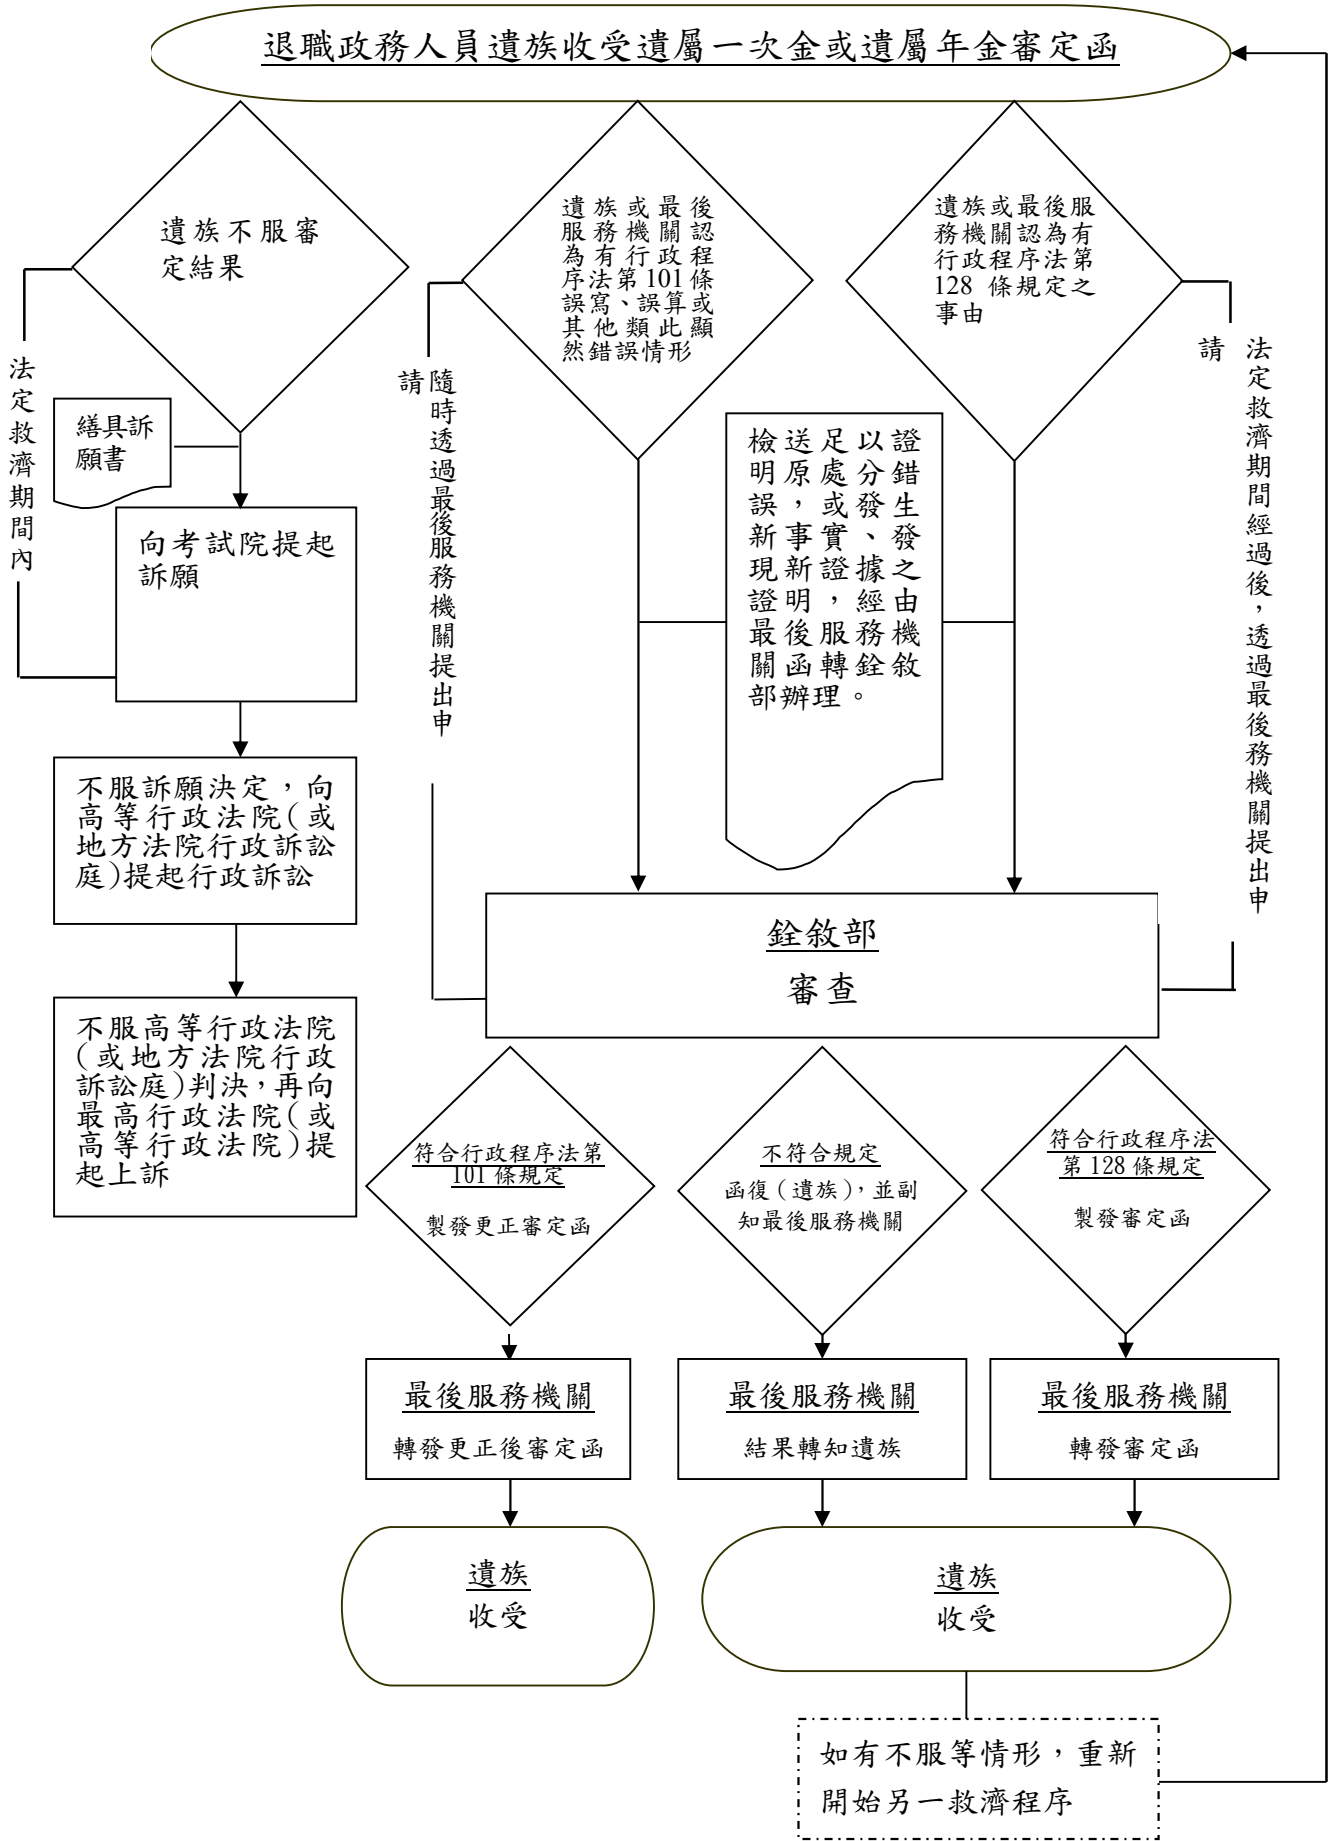 退職政務人員遺族收受遺屬一次金或遺屬年金審定函
遺族不服審
定結果
遺族或最後
服務機關認
為有行政程
序法第101條
誤寫、誤算或
其他類此顯
然錯誤情形
遺族或最後服
務機關認為有
行政程序法第
128 條規定之
事由
法定救濟期間內
繕具訴
願書
向考試院提起
訴願
不服訴願決定，向
高等行政法院(或
地方法院行政訴訟
庭)提起行政訴訟
不服高等行政法院
(或地方法院行政
訴訟庭)判決，再向
最高行政法院(或
高等行政法院)提
起上訴
隨時透過最後服務機關提出申
請
檢送足以證
明原處分錯
誤，或發生
新事實、發
現新證據之
證明，經由
最後服務機
關函轉銓敘
部辦理。
法定救濟期間經過後，透過最後務機關提出申
請
銓敘部
審查
符合行政程序法第
101 條規定
製發更正審定函
不符合規定
函復(遺族)，並副
知最後服務機關
符合行政程序法
第 128 條規定
製發審定函
最後服務機關
轉發更正後審定函
最後服務機關
結果轉知遺族
最後服務機關
轉發審定函
遺族
收受
遺族
收受
如有不服等情形，重新
開始另一救濟程序